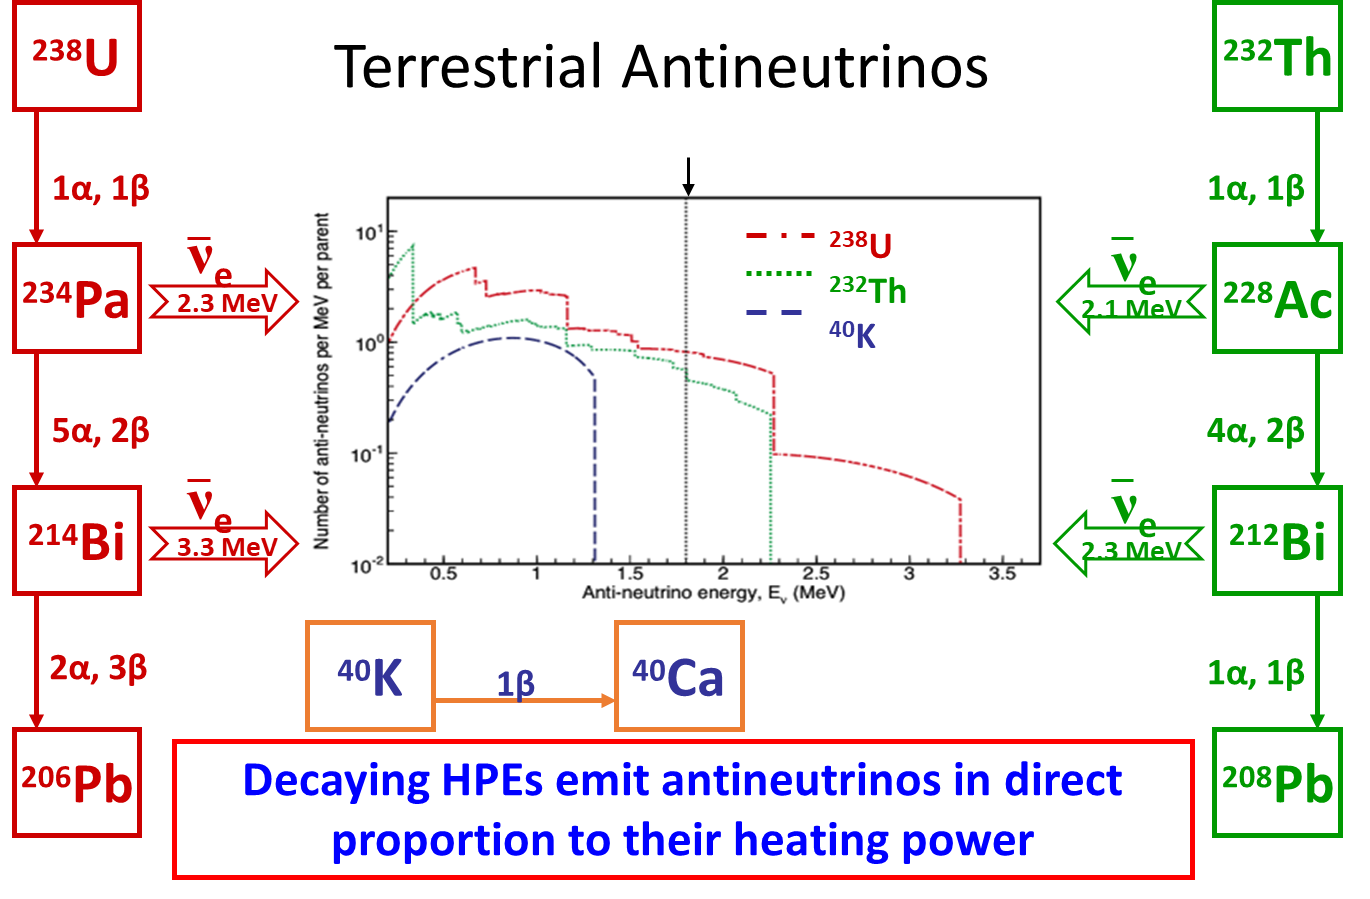 Terrestrial Antineutrinos
²³⁸U
1α, 1β
²³⁴Pa
ν̅e
2.3 MeV
5α, 2β
²¹⁴Bi
ν̅e
3.3 MeV
2α, 3β
²⁰⁶Pb
Number of anti-neutrinos per MeV per parent
10¹
10⁰
10⁻¹
10⁻²
0.5 1 1.5 2 2.5 3 3.5
Anti-neutrino energy, Eᵥ (MeV)
²³⁸U
²³²Th
⁴⁰K
²³²Th
1α, 1β
²²⁸Ac
ν̅e
2.1 MeV
4α, 2β
²¹²Bi
ν̅e
2.3 MeV
1α, 1β
²⁰⁸Pb
⁴⁰K
1β
⁴⁰Ca
Decaying HPEs emit antineutrinos in direct
proportion to their heating power